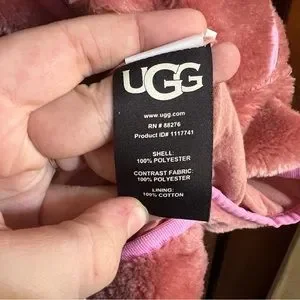 UGG
www.ugg.com
RN # 88276
Product ID# 1117741
SHELL:
100% POLYESTER
CONTRAST FABRIC:
100% POLYESTER
LINING:
100% COTTON